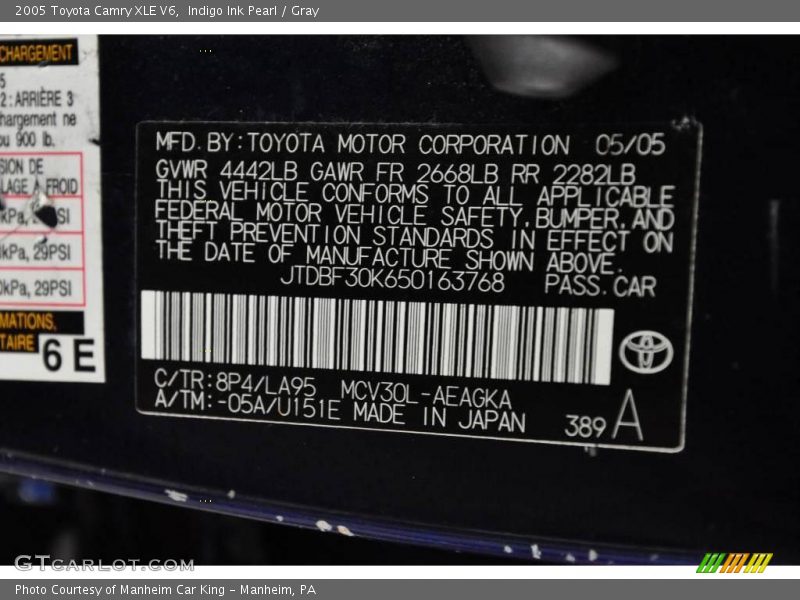 2005 Toyota Camry XLE V6, Indigo Ink Pearl / Gray
CHARGEMENT
5
2 : ARRIÈRE 3
hargement ne
ou 900 lb.
SION DE
LAGE À FROID
kPa, 29PSI
kPa, 29PSI
0kPa, 29PSI
MATIONS,
TAIRE
6 E
MFD. BY: TOYOTA MOTOR CORPORATION 05/05
GVWR 4442LB GAWR FR 2668LB RR 2282LB
THIS VEHICLE CONFORMS TO ALL APPLICABLE
FEDERAL MOTOR VEHICLE SAFETY, BUMPER, AND
THEFT PREVENTION STANDARDS IN EFFECT ON
THE DATE OF MANUFACTURE SHOWN ABOVE.
JTDBF30K650163768 PASS. CAR
C/TR: 8P4/LA95 MCV30L-AEAGKA
A/TM: -05A/U151E MADE IN JAPAN
389 A
GTCARLOT.COM
Photo Courtesy of Manheim Car King - Manheim, PA